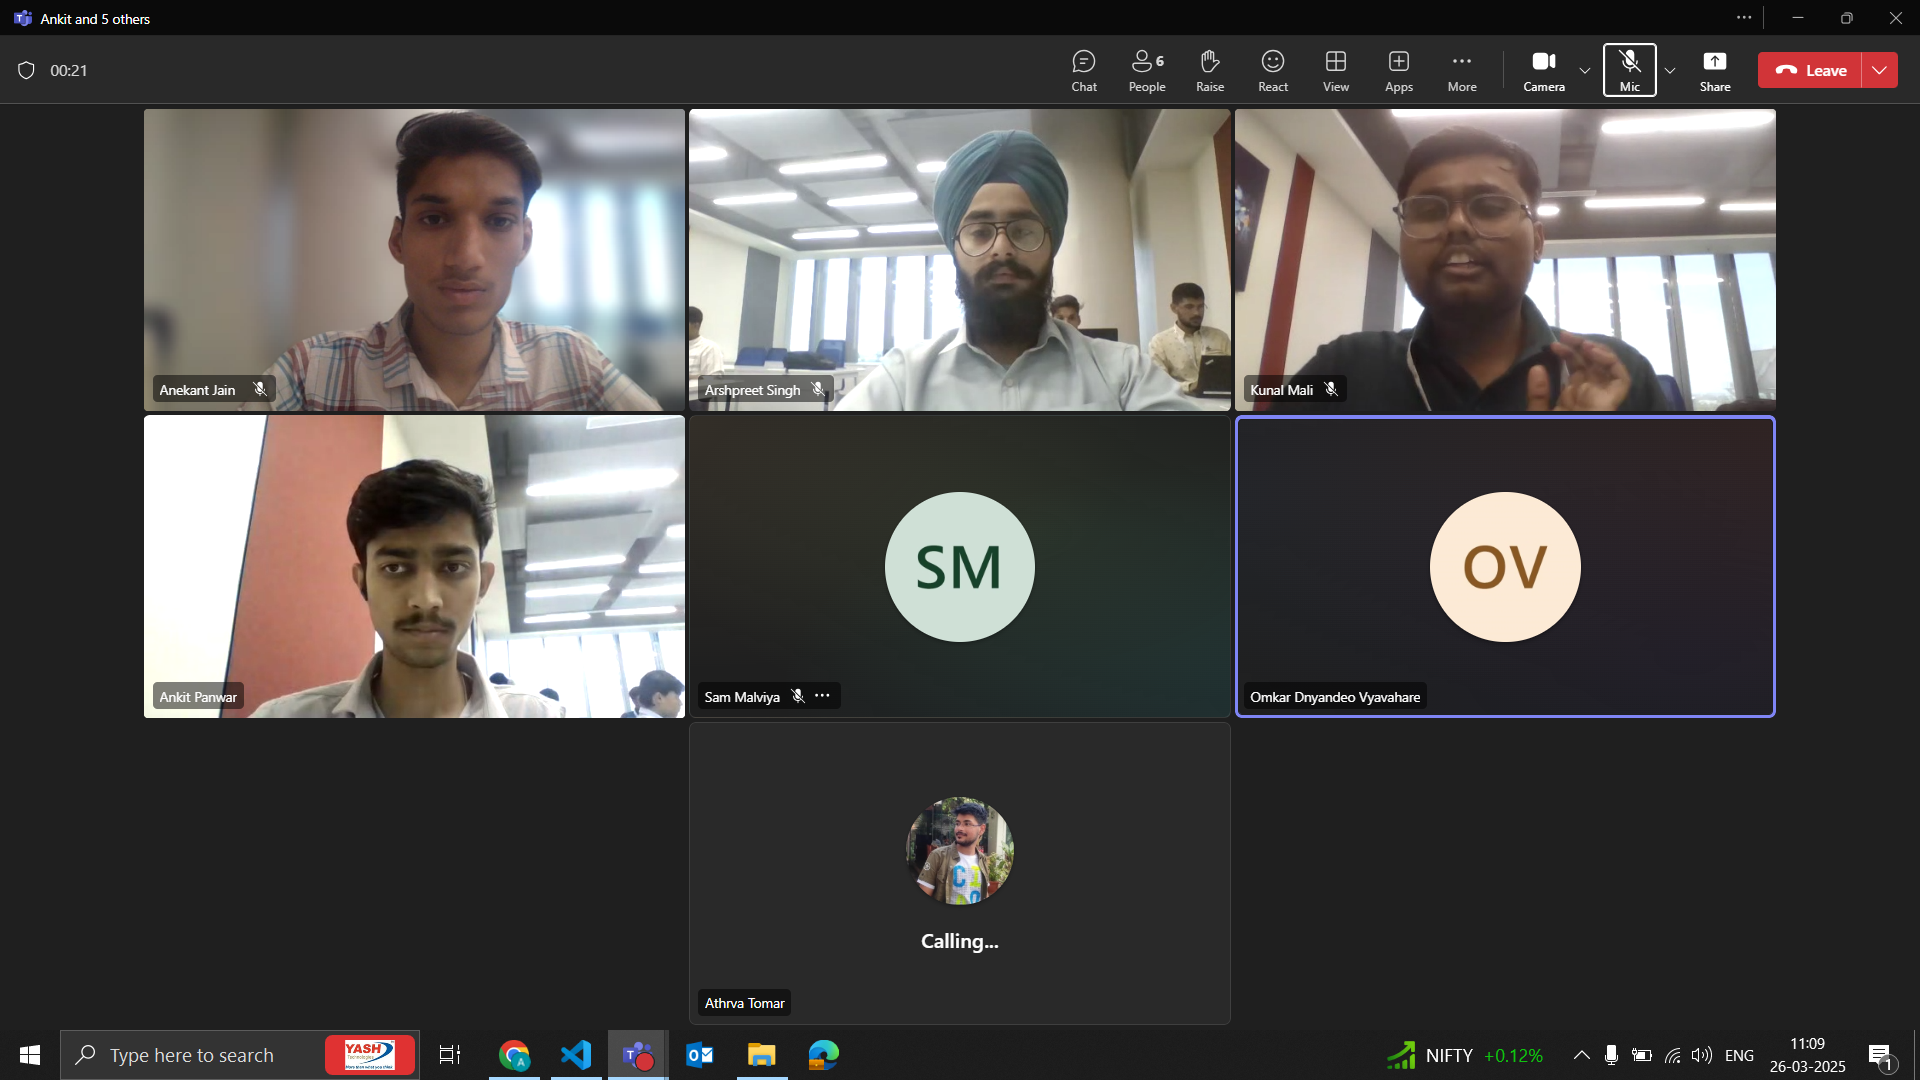 Ankit and 5 others
00:21
Chat
People
6
Raise
React
View
Apps
More
Camera
Mic
Share
Leave
Anekant Jain
Arshpreet Singh
Kunal Mali
Ankit Panwar
SM
Sam Malviya
OV
Omkar Dnyandeo Vyavahare
Calling...
Athrva Tomar
Type here to search
YASH
Technologies
NIFTY +0.12%
ENG
11:09
26-03-2025
1